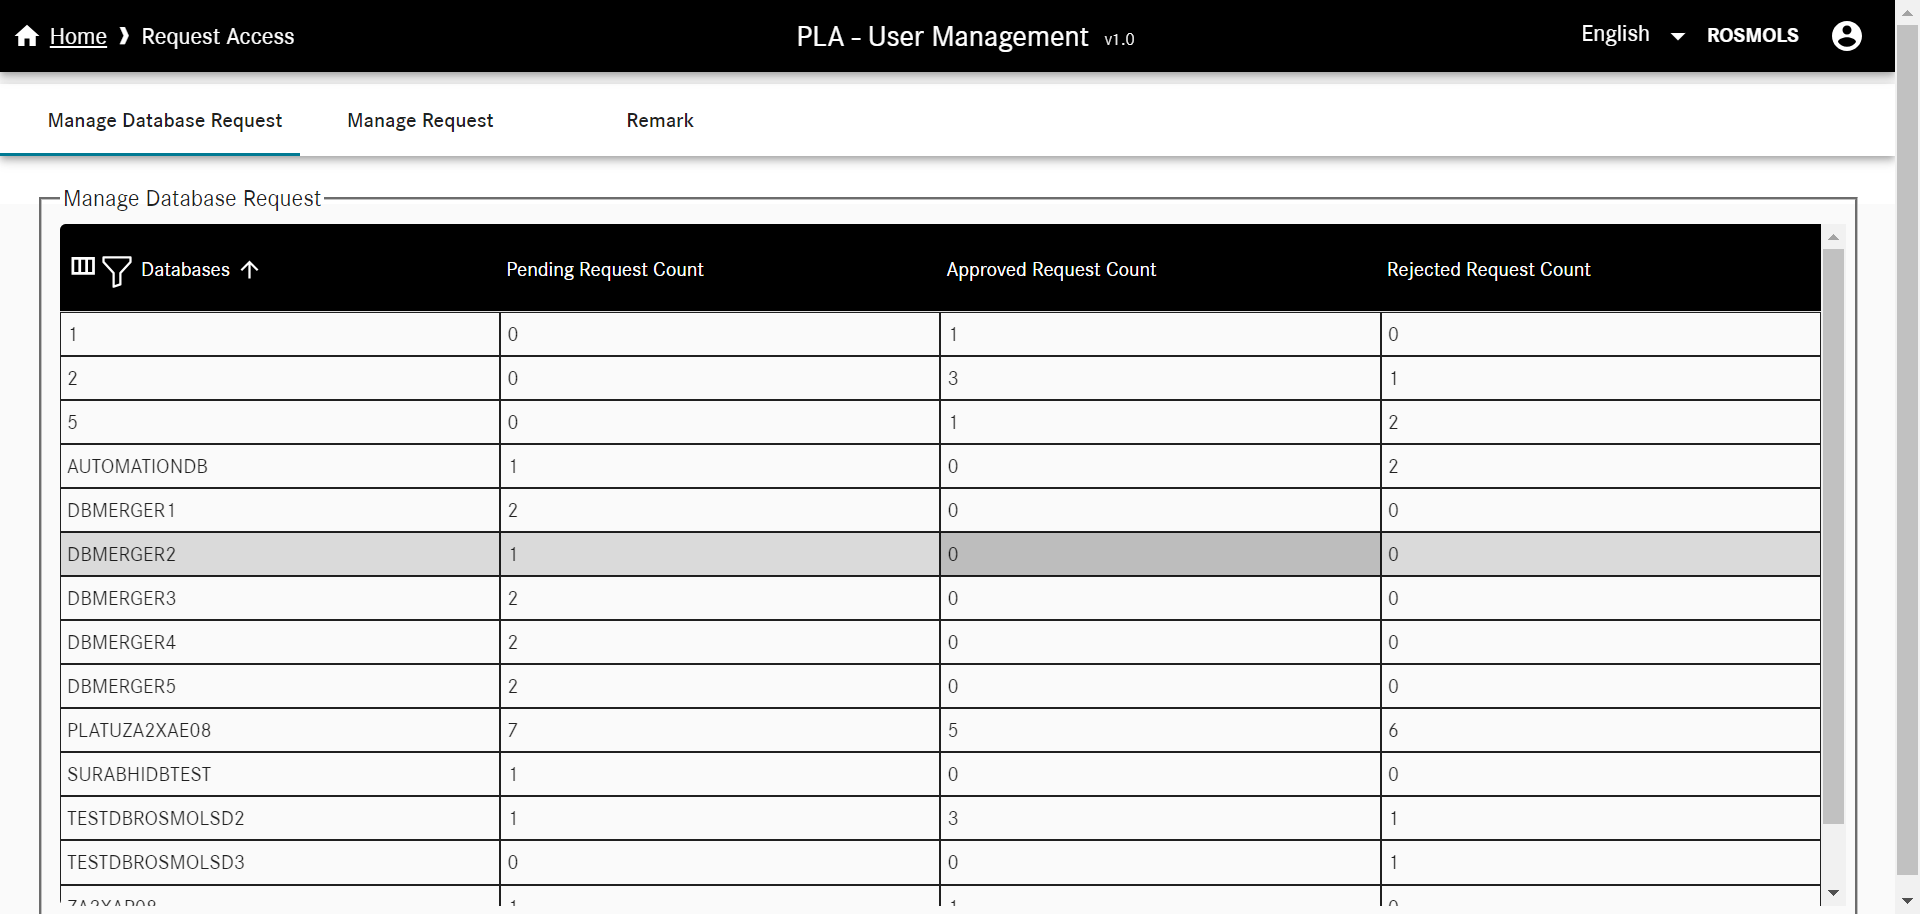 Home ❱ Request Access PLA - User Management v1.0 English ROSMOLS
Manage Database Request Manage Request Remark
Manage Database Request
Databases Pending Request Count Approved Request Count Rejected Request Count
1 0 1 0
2 0 3 1
5 0 1 2
AUTOMATIONDB 1 0 2
DBMERGER1 2 0 0
DBMERGER2 1 0 0
DBMERGER3 2 0 0
DBMERGER4 2 0 0
DBMERGER5 2 0 0
PLATUZA2XAE08 7 5 6
SURABHIDBTEST 1 0 0
TESTDBROSMOLSD2 1 3 1
TESTDBROSMOLSD3 0 0 1